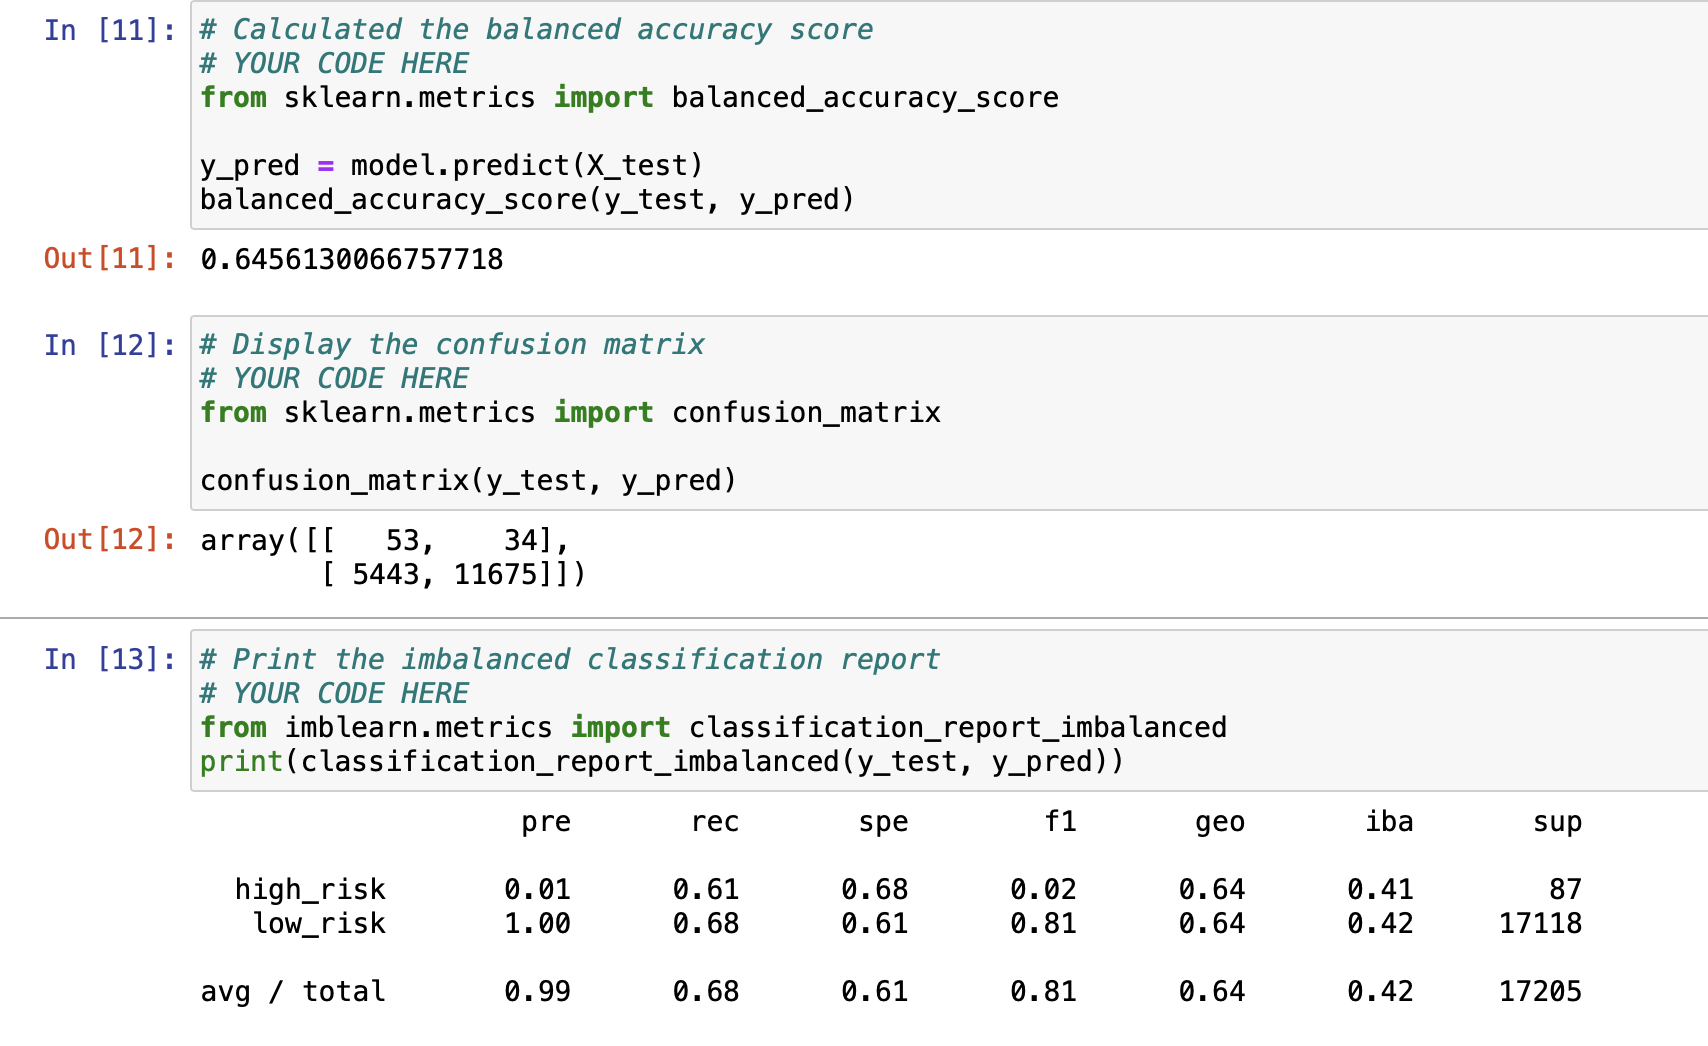 In [11]: # Calculated the balanced accuracy score
# YOUR CODE HERE
from sklearn.metrics import balanced_accuracy_score
y_pred = model.predict(X_test)
balanced_accuracy_score(y_test, y_pred)
Out[11]: 0.6456130066757718
In [12]: # Display the confusion matrix
# YOUR CODE HERE
from sklearn.metrics import confusion_matrix
confusion_matrix(y_test, y_pred)
Out[12]: array([[   53,    34],
       [ 5443, 11675]])
In [13]: # Print the imbalanced classification report
# YOUR CODE HERE
from imblearn.metrics import classification_report_imbalanced
print(classification_report_imbalanced(y_test, y_pred))
pre rec spe f1 geo iba sup
high_risk 0.01 0.61 0.68 0.02 0.64 0.41 87
low_risk 1.00 0.68 0.61 0.81 0.64 0.42 17118
avg / total 0.99 0.68 0.61 0.81 0.64 0.42 17205